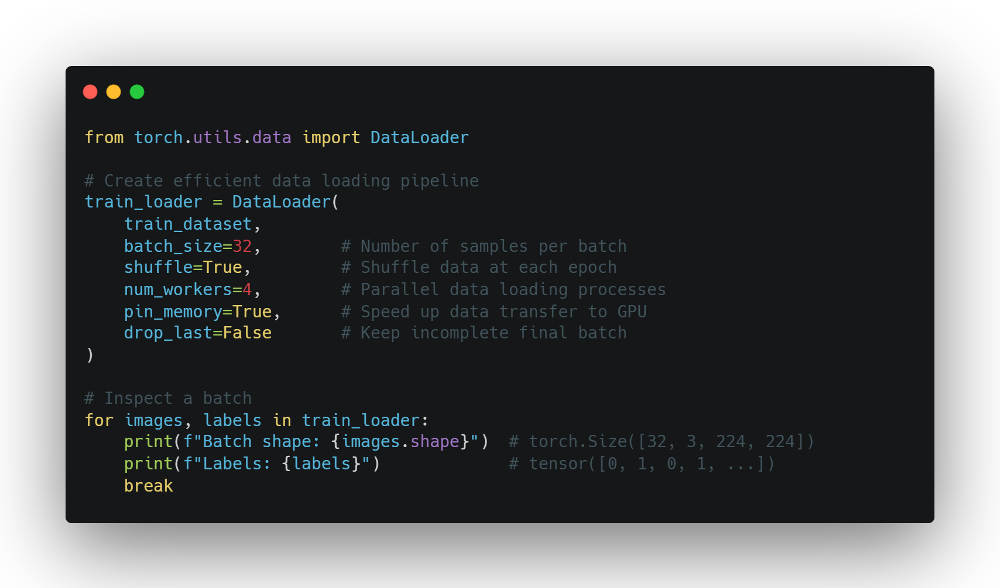 from torch.utils.data import DataLoader

# Create efficient data loading pipeline
train_loader = DataLoader(
    train_dataset,
    batch_size=32,        # Number of samples per batch
    shuffle=True,         # Shuffle data at each epoch
    num_workers=4,        # Parallel data loading processes
    pin_memory=True,      # Speed up data transfer to GPU
    drop_last=False       # Keep incomplete final batch
)

# Inspect a batch
for images, labels in train_loader:
    print(f"Batch shape: {images.shape}")  # torch.Size([32, 3, 224, 224])
    print(f"Labels: {labels}")             # tensor([0, 1, 0, 1, ...])
    break